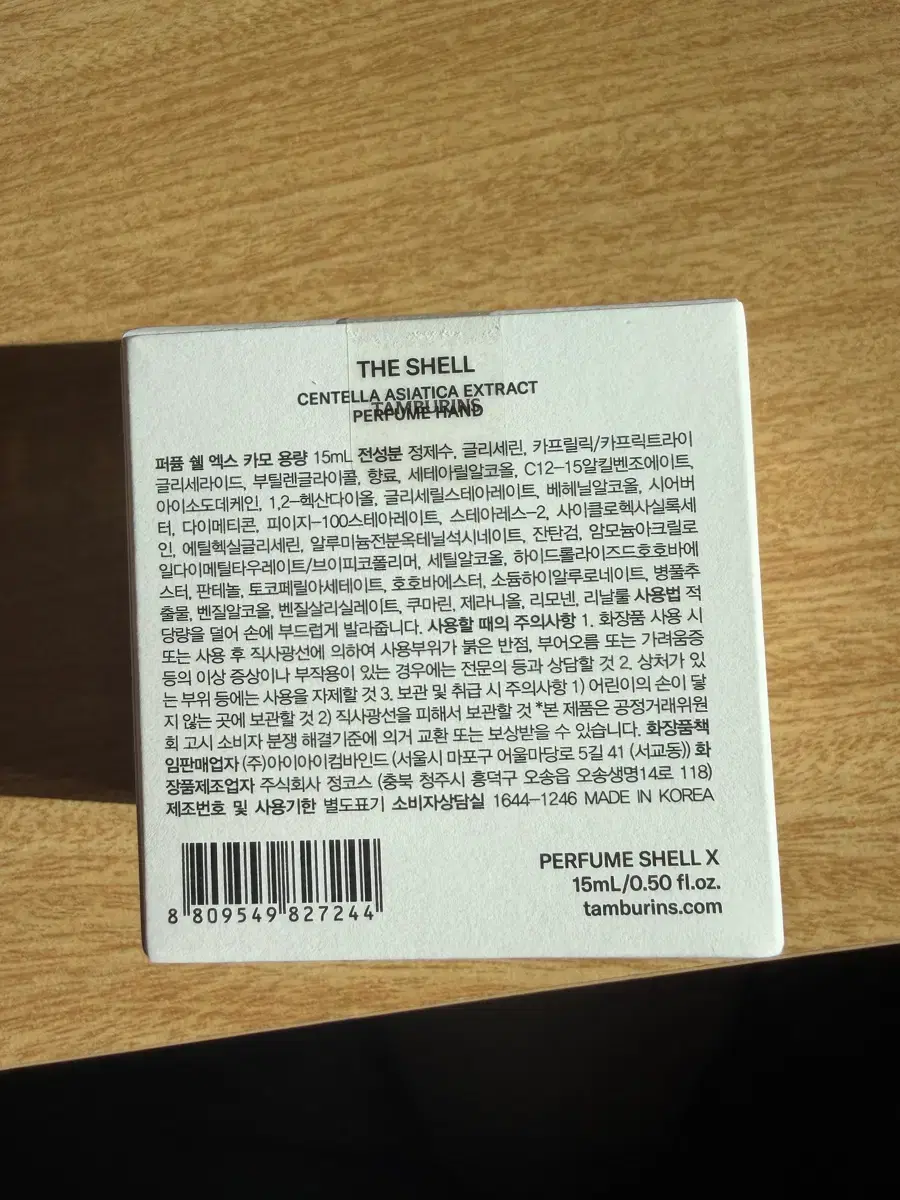 THE SHELL
CENTELLA ASIATICA EXTRACT
TAMBURINS
PERFUME HAND
퍼퓸 쉘 엑스 카모 용량 15mL 전성분 정제수, 글리세린, 카프릴릭/카프릭트라이
글리세라이드, 부틸렌글라이콜, 향료, 세테아릴알코올, C12-15알킬벤조에이트,
아이소도데케인, 1,2-헥산다이올, 글리세릴스테아레이트, 베헤닐알코올, 시어버
터, 다이메티콘, 피이지-100스테아레이트, 스테아레스-2, 사이클로헥사실록세
인, 에틸헥실글리세린, 알루미늄전분옥테닐석시네이트, 잔탄검, 암모늄아크릴로
일다이메틸타우레이트/브이피코폴리머, 세틸알코올, 하이드롤라이즈드호호바에
스터, 판테놀, 토코페릴아세테이트, 호호바에스터, 소듐하이알루로네이트, 병풀추
출물, 벤질알코올, 벤질살리실레이트, 쿠마린, 제라니올, 리모넨, 리날룰 사용법 적
당량을 덜어 손에 부드럽게 발라줍니다. 사용할 때의 주의사항 1. 화장품 사용 시
또는 사용 후 직사광선에 의하여 사용부위가 붉은 반점, 부어오름 또는 가려움증
등의 이상 증상이나 부작용이 있는 경우에는 전문의 등과 상담할 것 2. 상처가 있
는 부위 등에는 사용을 자제할 것 3. 보관 및 취급 시 주의사항 1) 어린이의 손이 닿
지 않는 곳에 보관할 것 2) 직사광선을 피해서 보관할 것 *본 제품은 공정거래위원
회 고시 소비자 분쟁 해결기준에 의거 교환 또는 보상받을 수 있습니다. 화장품책
임판매업자 (주)아이아이컴바인드 (서울시 마포구 어울마당로 5길 41 (서교동)) 화
장품제조업자 주식회사 정코스 (충북 청주시 흥덕구 오송읍 오송생명14로 118)
제조번호 및 사용기한 별도표기 소비자상담실 1644-1246 MADE IN KOREA
8 809549 827244
PERFUME SHELL X
15mL/0.50 fl.oz.
tamburins.com